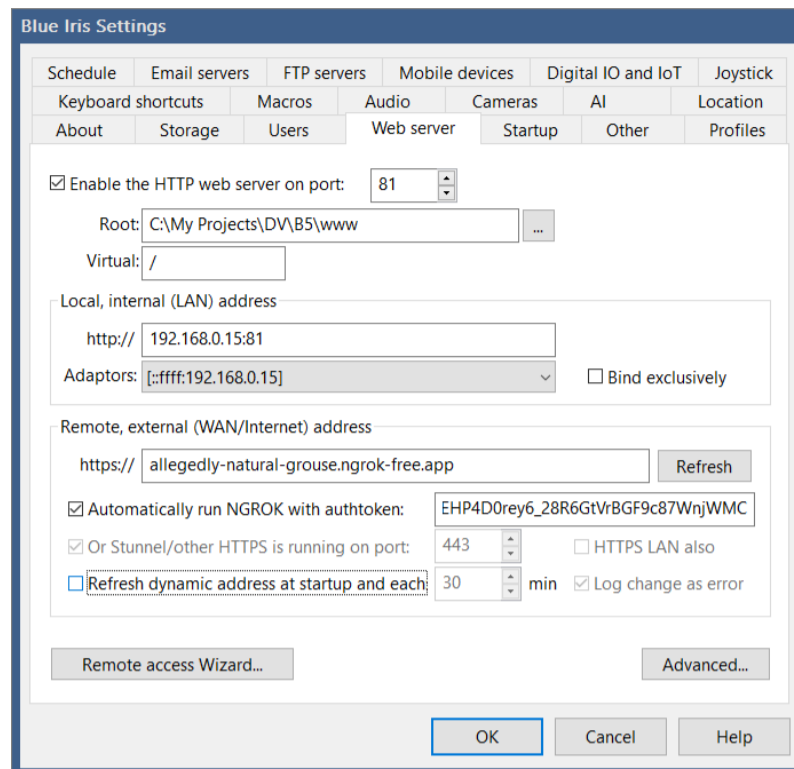 Blue Iris Settings
Schedule Email servers FTP servers Mobile devices Digital IO and IoT Joystick
Keyboard shortcuts Macros Audio Cameras AI Location
About Storage Users Web server Startup Other Profiles
Enable the HTTP web server on port: 81
Root: C:\My Projects\DV\B5\www ...
Virtual: /
Local, internal (LAN) address
http:// 192.168.0.15:81
Adaptors: [::ffff:192.168.0.15] Bind exclusively
Remote, external (WAN/Internet) address
https:// allegedly-natural-grouse.ngrok-free.app Refresh
Automatically run NGROK with authtoken: EHP4D0rey6_28R6GtVrBGF9c87WnjWMC
Or Stunnel/other HTTPS is running on port: 443 HTTPS LAN also
Refresh dynamic address at startup and each 30 min Log change as error
Remote access Wizard... Advanced...
OK Cancel Help